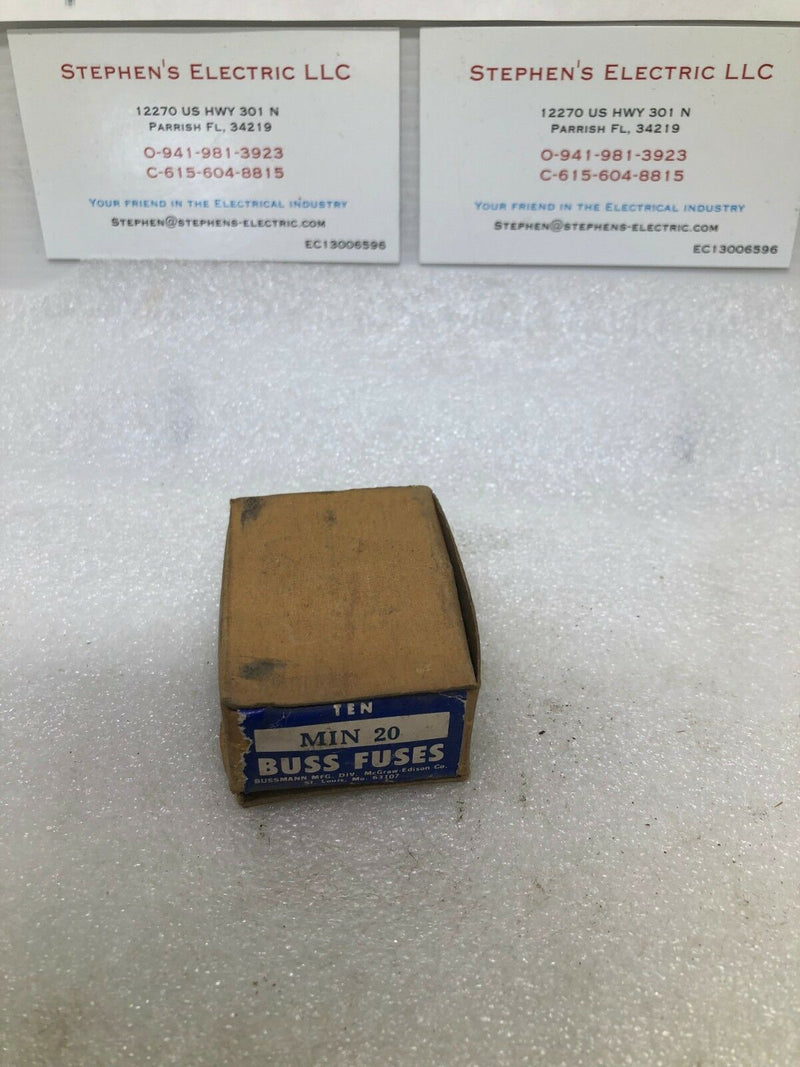 STEPHEN'S ELECTRIC LLC
12270 US HWY 301 N
PARRISH FL, 34219
O-941-981-3923
C-615-604-8815
YOUR FRIEND IN THE ELECTRICAL INDUSTRY
STEPHEN@STEPHENS-ELECTRIC.COM
EC13006596
STEPHEN'S ELECTRIC LLC
12270 US HWY 301 N
PARRISH FL, 34219
O-941-981-3923
C-615-604-8815
YOUR FRIEND IN THE ELECTRICAL INDUSTRY
STEPHEN@STEPHENS-ELECTRIC.COM
EC13006596
TEN
MIN 20
BUSS FUSES
BUSSMANN MFG. DIV. McGraw-Edison Co.
St. Louis, Mo. 63107